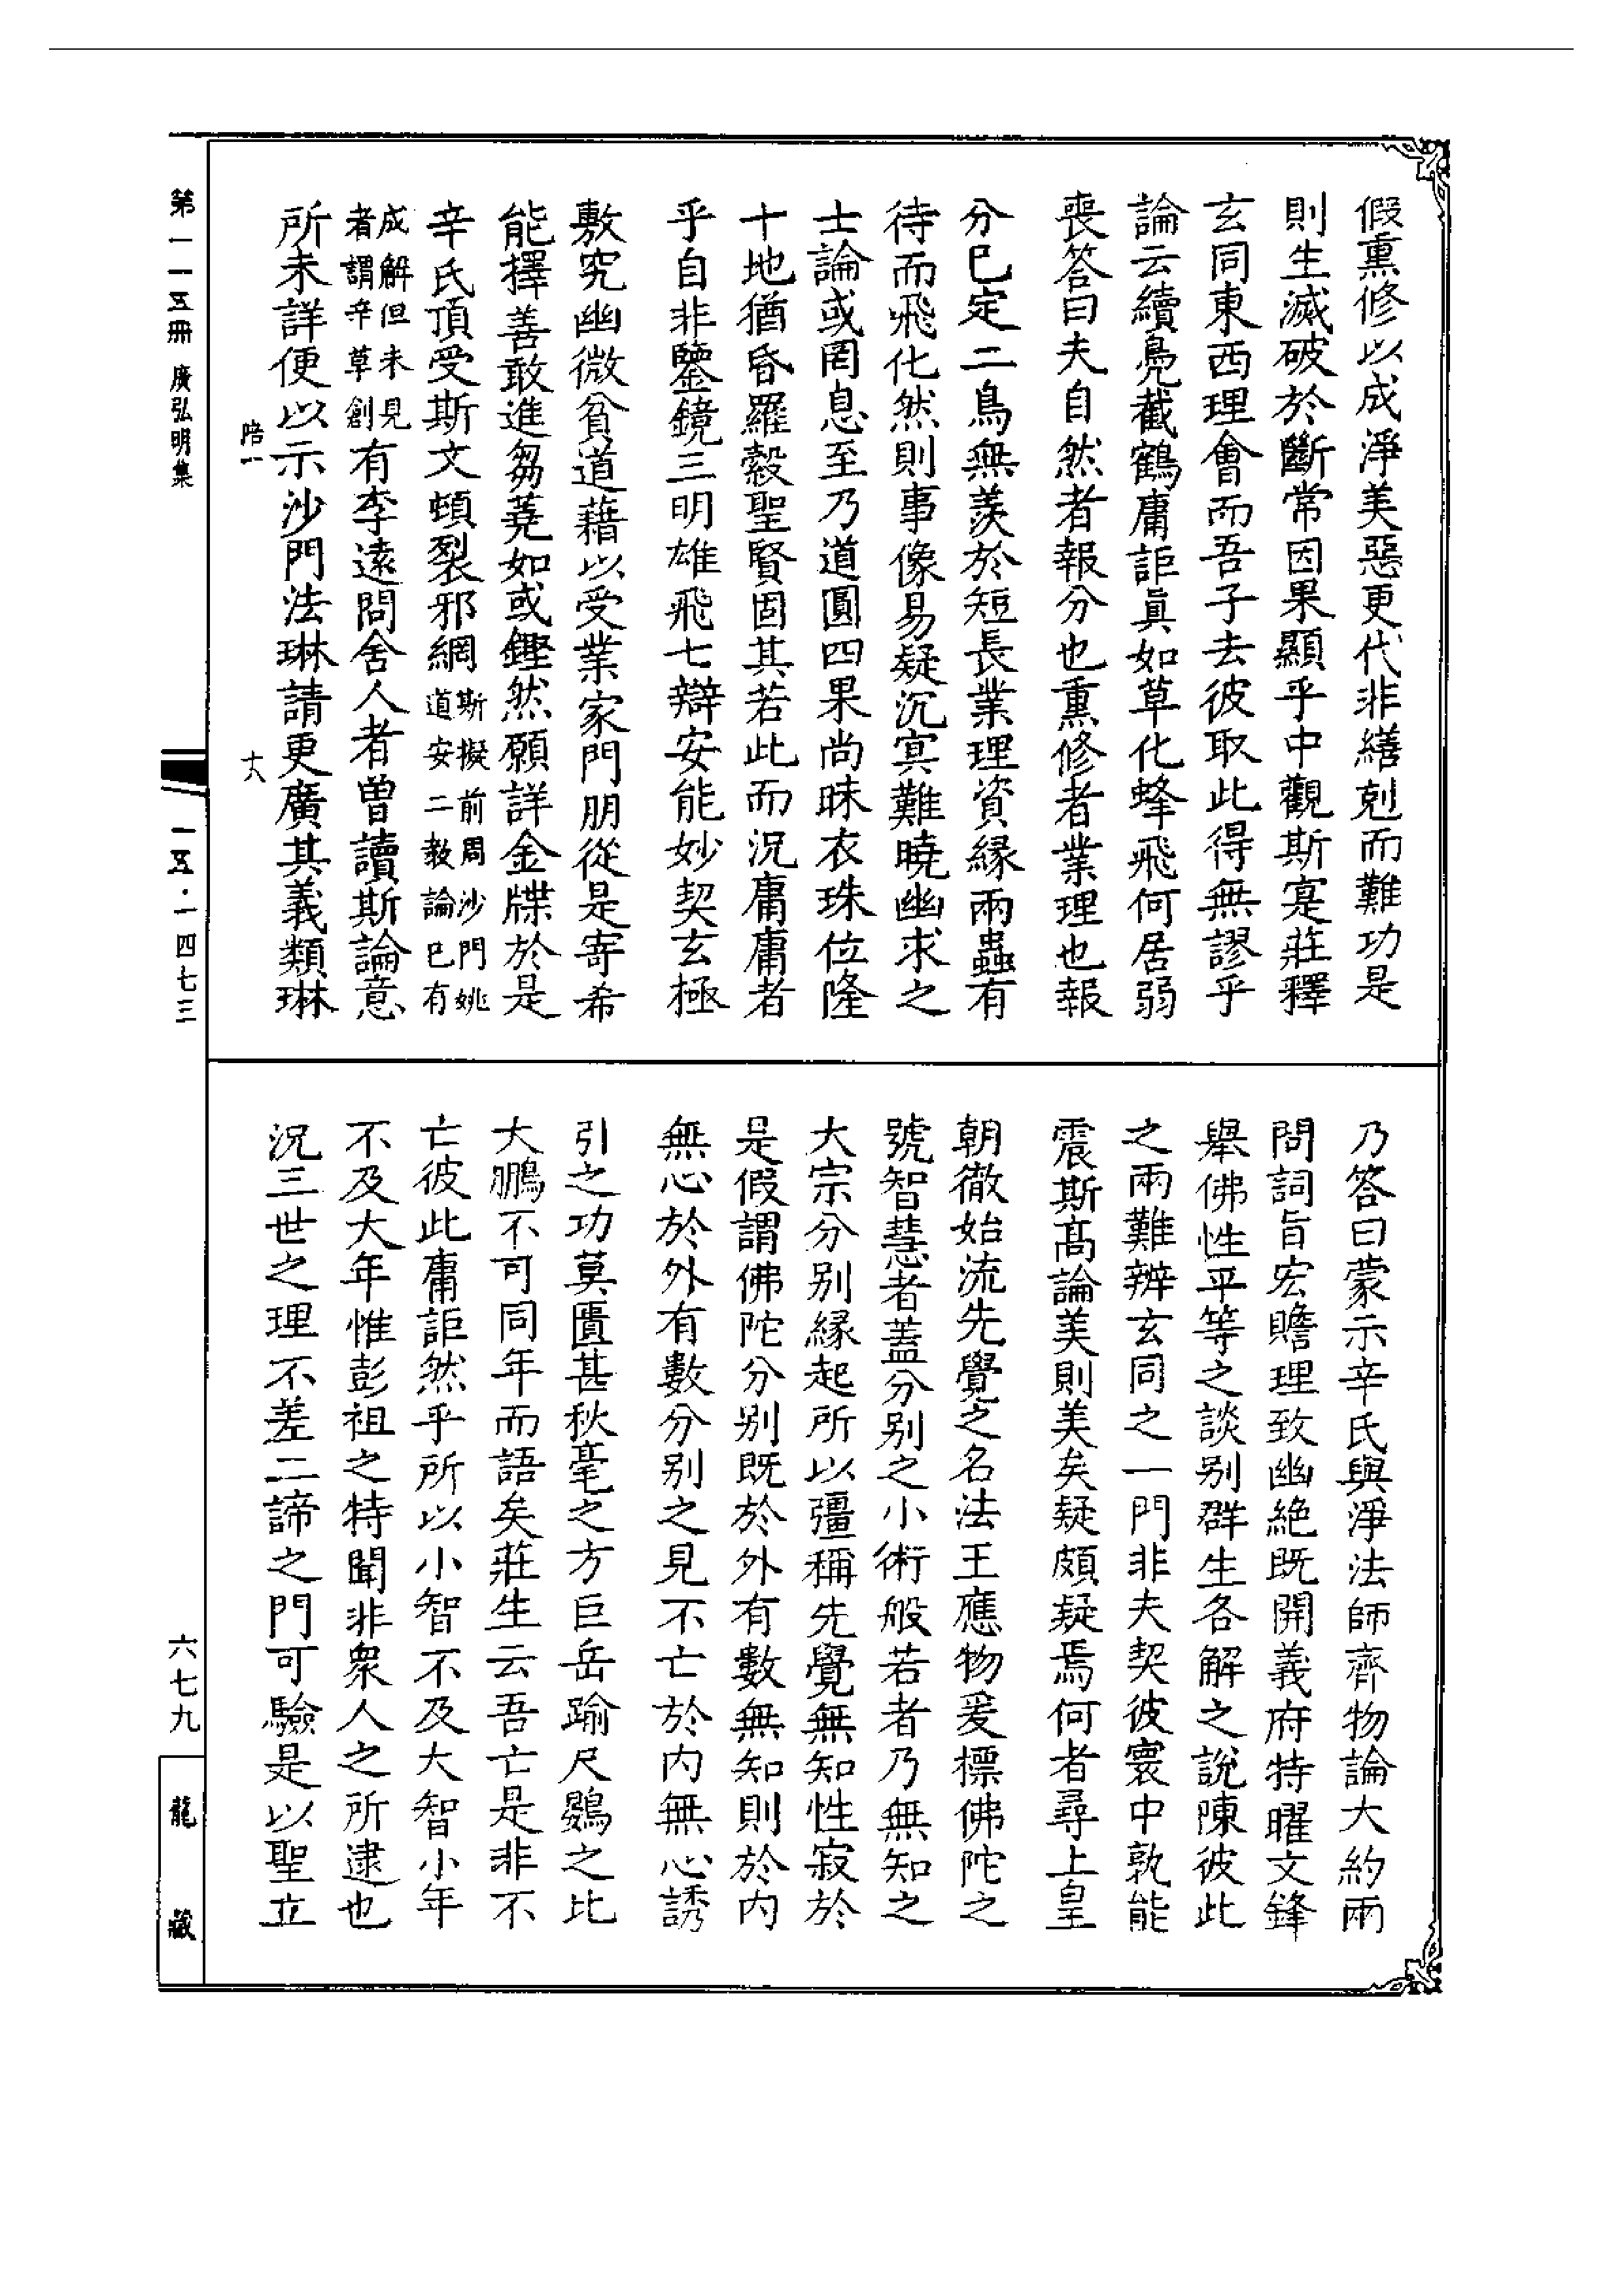 假熏修以成淨美惡更代非繕剋而難功是
則生滅破於斷常因果顯乎中觀斯寔莊釋
玄同東西理會而吾子去彼取此得無謬乎
論云續鳧截鶴庸詎眞如草化蜂飛何居弱
喪答曰夫自然者報分也熏修者業理也報
分已定二鳥無羨於短長業理資緣兩蟲有
待而飛化然則事像易疑沉冥難曉幽求之
士論或罔息至乃道圓四果尚昧衣珠位隆
十地猶昏羅縠聖賢固其若此而況庸庸者
乎自非鑒鏡三明雄飛七辯安能妙契玄極
敷究幽微貧道藉以受業家門朋從是寄希
能擇善敢進芻蕘如或鏗然願詳金牒於是
辛氏頂受斯文頓裂邪網斯擬前周沙門姚道安二教論巳有
成解但未見者謂辛草創有李遠問舍人者曾讀斯論意
所未詳便以示沙門法琳請更廣其義類琳
乃答曰蒙示辛氏與淨法師齊物論大約兩
問詞旨宏贍理致幽絕既開義府特曜文鋒
舉佛性平等之談别群生各解之說陳彼此
之兩難辨玄同之一門非夫契彼寰中孰能
震斯高論美則美矣疑頗疑焉何者尋上皇
朝徹始流先覺之名法王應物爰標佛陀之
號智慧者蓋分别之小術般若者乃無知之
大宗分别緣起所以彊稱先覺無知性寂於
是假謂佛陀分别既於外有數無知則於内
無心於外有數分别之見不亡於内無心誘
引之功莫匱甚秋毫之方巨岳踰尺鷃之比
大鵬不可同年而語矣莊生云吾亡是非不
亡彼此庸詎然乎所以小智不及大智小年
不及大年惟彭祖之特聞非衆人之所逮也
況三世之理不差二諦之門可驗是以聖立
第一一五冊 廣弘明集
一五·一四七三
六七九
龍藏
陪一
十六